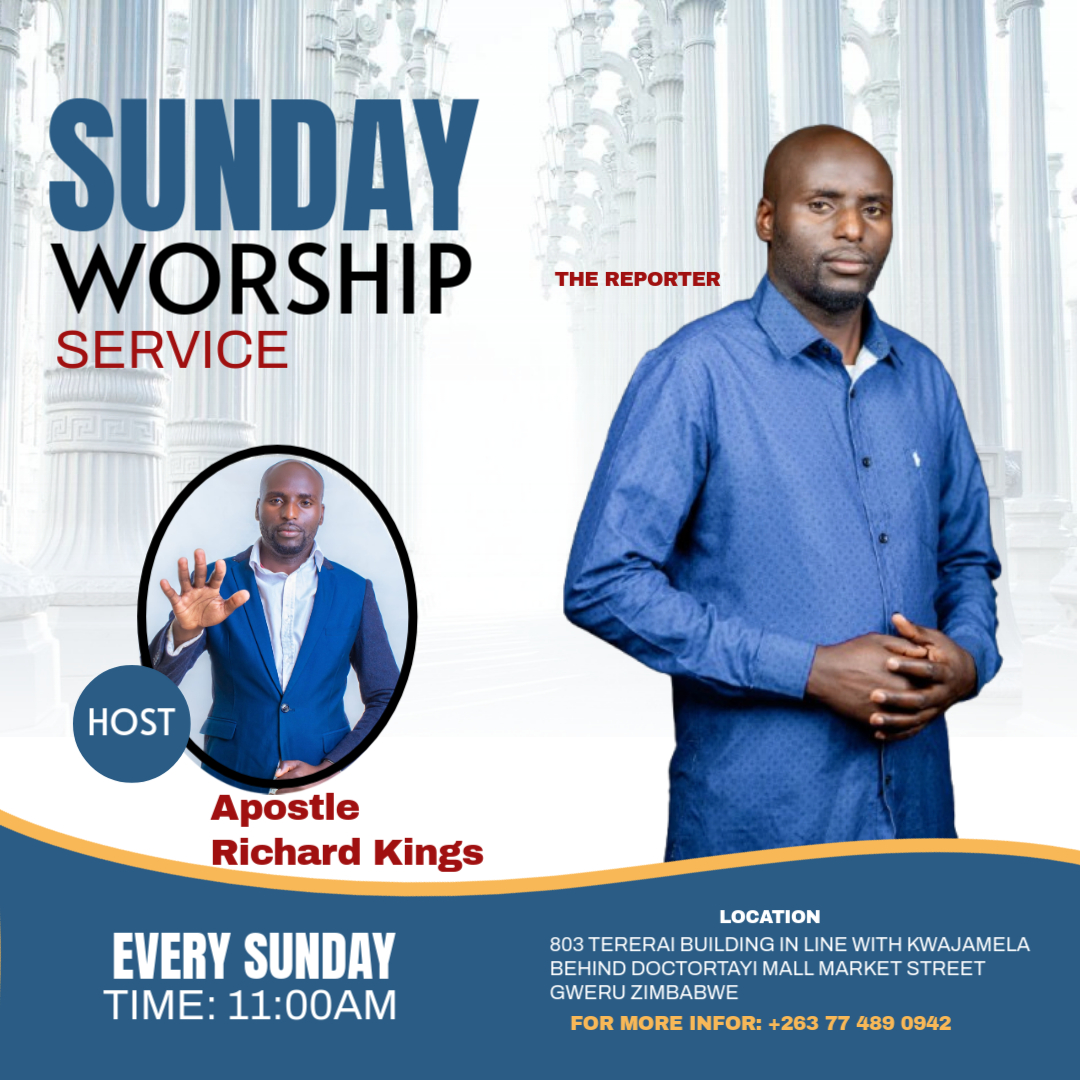 SUNDAY
WORSHIP
SERVICE
THE REPORTER
HOST
Apostle
Richard Kings
EVERY SUNDAY
TIME: 11:00AM
LOCATION
803 TERERAI BUILDING IN LINE WITH KWAJAMELA
BEHIND DOCTORTAYI MALL MARKET STREET
GWERU ZIMBABWE
FOR MORE INFOR: +263 77 489 0942